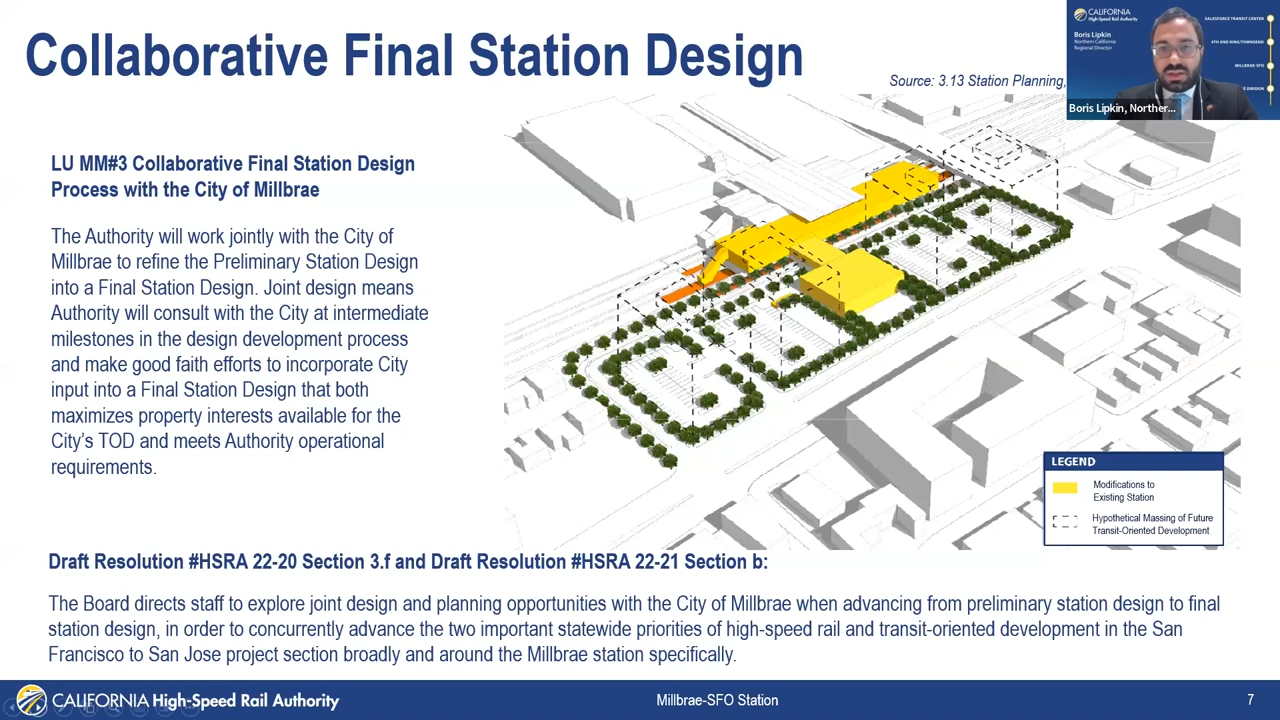 Collaborative Final Station Design
Source: 3.13 Station Planning,
CALIFORNIA
High-Speed Rail Authority
Boris Lipkin
Northern California
Regional Director
SALESFORCE TRANSIT CENTER
4TH AND KING/TOWNSEND
MILLBRAE-SFO
DIRIDON
Boris Lipkin, Norther...
LU MM#3 Collaborative Final Station Design
Process with the City of Millbrae
The Authority will work jointly with the City of
Millbrae to refine the Preliminary Station Design
into a Final Station Design. Joint design means
Authority will consult with the City at intermediate
milestones in the design development process
and make good faith efforts to incorporate City
input into a Final Station Design that both
maximizes property interests available for the
City's TOD and meets Authority operational
requirements.
LEGEND
Modifications to
Existing Station
Hypothetical Massing of Future
Transit-Oriented Development
Draft Resolution #HSRA 22-20 Section 3.f and Draft Resolution #HSRA 22-21 Section b:
The Board directs staff to explore joint design and planning opportunities with the City of Millbrae when advancing from preliminary station design to final
station design, in order to concurrently advance the two important statewide priorities of high-speed rail and transit-oriented development in the San
Francisco to San Jose project section broadly and around the Millbrae station specifically.
CALIFORNIA High-Speed Rail Authority
Millbrae-SFO Station
7